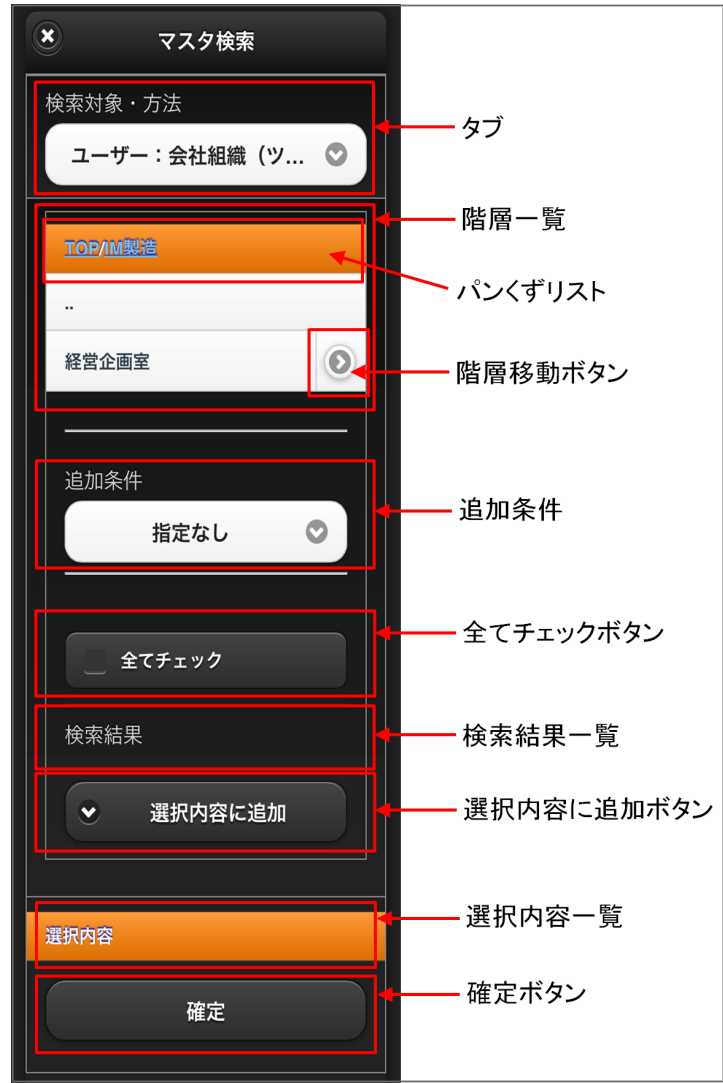 マスタ検索
検索対象・方法
タブ
ユーザー：会社組織（ツ...
階層一覧
TOP/IM製造
パンくずリスト
..
経営企画室
階層移動ボタン
追加条件
指定なし
追加条件
全てチェックボタン
全てチェック
検索結果
検索結果一覧
選択内容に追加
選択内容に追加ボタン
選択内容一覧
選択内容
確定ボタン
確定